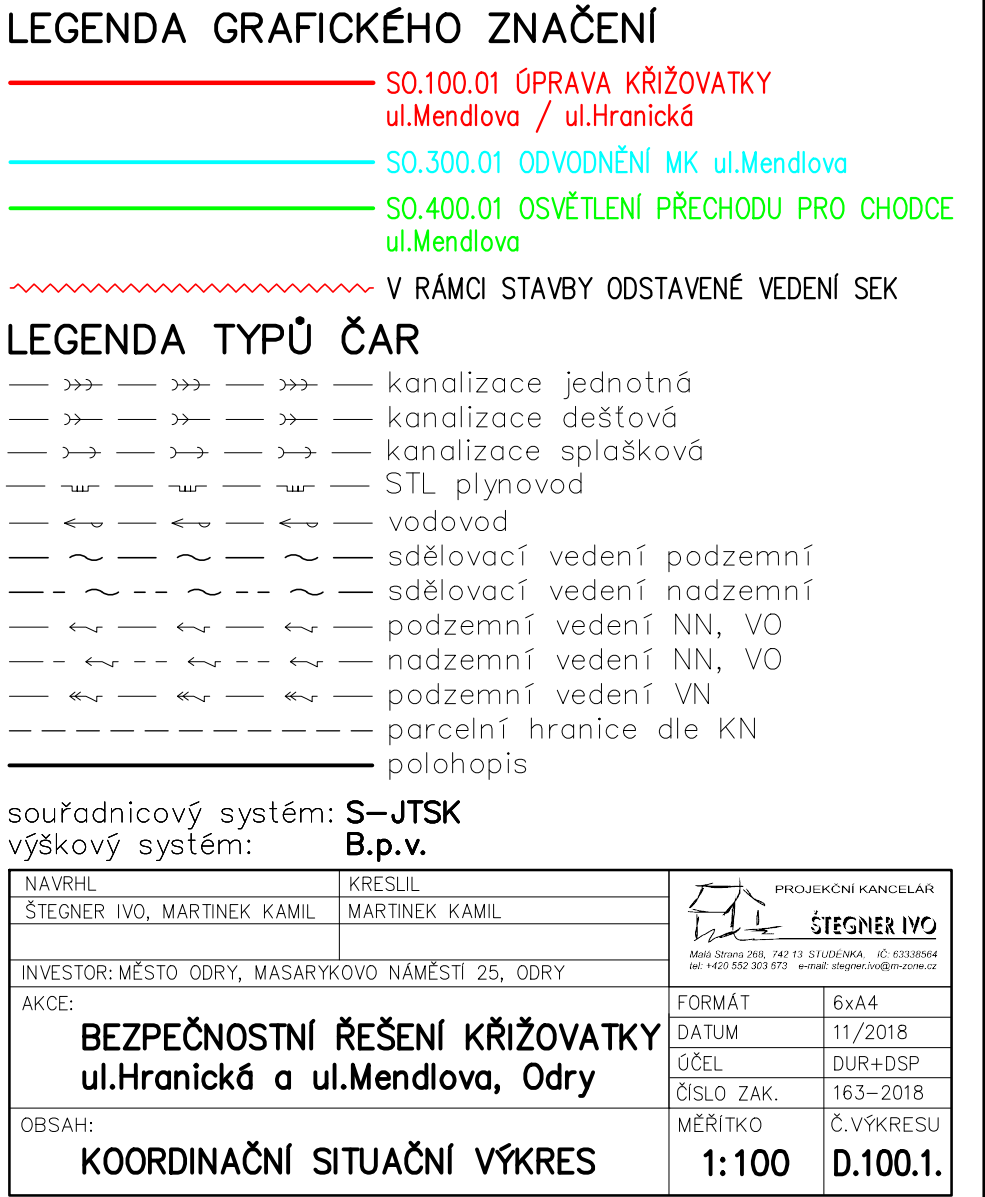 LEGENDA GRAFICKÉHO ZNAČENÍ
SO.100.01 ÚPRAVA KŘIŽOVATKY
ul.Mendlova / ul.Hranická
SO.300.01 ODVODNĚNÍ MK ul.Mendlova
SO.400.01 OSVĚTLENÍ PŘECHODU PRO CHODCE
ul.Mendlova
V RÁMCI STAVBY ODSTAVENÉ VEDENÍ SEK
LEGENDA TYPŮ ČAR
kanalizace jednotná
kanalizace dešťová
kanalizace splašková
STL plynovod
vodovod
sdělovací vedení podzemní
sdělovací vedení nadzemní
podzemní vedení NN, VO
nadzemní vedení NN, VO
podzemní vedení VN
parcelní hranice dle KN
polohopis
souřadnicový systém: S-JTSK
výškový systém: B.p.v.
NAVRHL KRESLIL
ŠTEGNER IVO, MARTINEK KAMIL MARTINEK KAMIL
INVESTOR: MĚSTO ODRY, MASARYKOVO NÁMĚSTÍ 25, ODRY
PROJEKČNÍ KANCELÁŘ
ŠTEGNER IVO
Malá Strana 268, 742 13 STUDÉNKA, IČ: 63338564
tel: +420 552 303 673 e-mail: stegner.ivo@m-zone.cz
AKCE:
BEZPEČNOSTNÍ ŘEŠENÍ KŘIŽOVATKY
ul.Hranická a ul.Mendlova, Odry
FORMÁT 6xA4
DATUM 11/2018
ÚČEL DUR+DSP
ČÍSLO ZAK. 163-2018
OBSAH:
KOORDINAČNÍ SITUAČNÍ VÝKRES
MĚŘÍTKO Č.VÝKRESU
1:100 D.100.1.